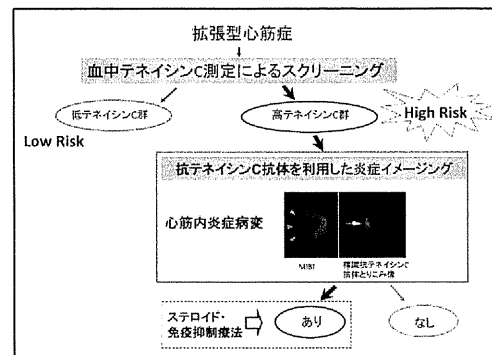 拡張型心筋症
血中テネイシンC測定によるスクリーニング
低テネイシンC群
高テネイシンC群
High Risk
Low Risk
抗テネイシンC抗体を利用した炎症イメージング
心筋内炎症病変
MIBI
標識抗テネイシンC
抗体とりこみ像
ステロイド・
免疫抑制療法
あり
なし